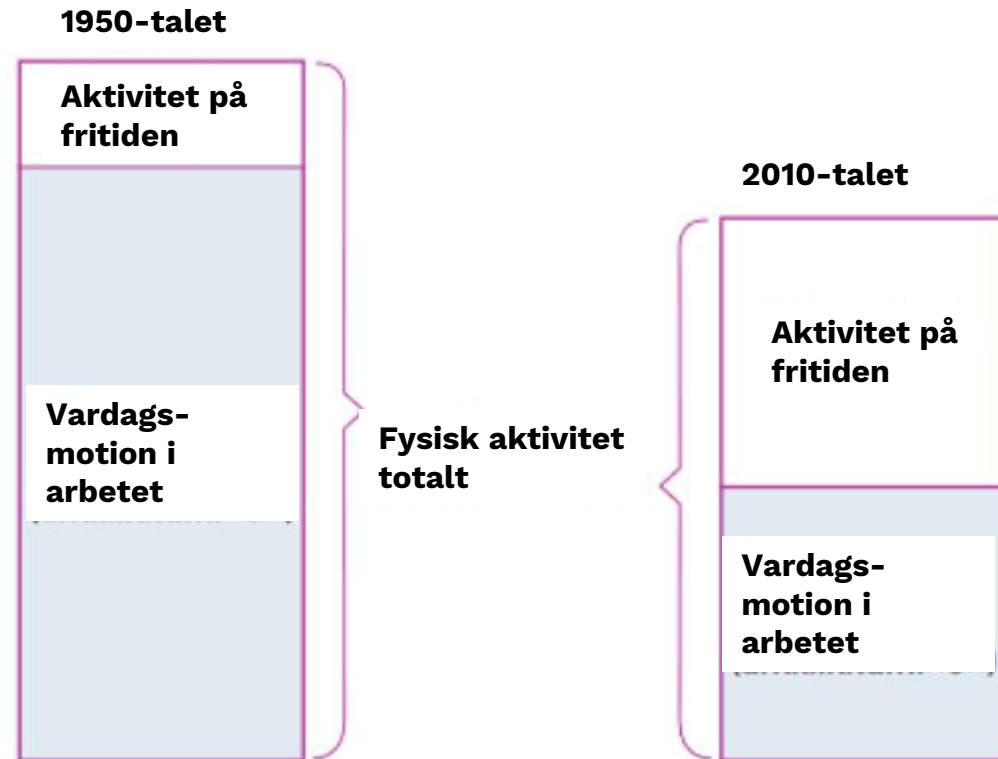 1950-talet
Aktivitet på
fritiden
Vardags-
motion i
arbetet
Fysisk aktivitet
totalt
2010-talet
Aktivitet på
fritiden
Vardags-
motion i
arbetet